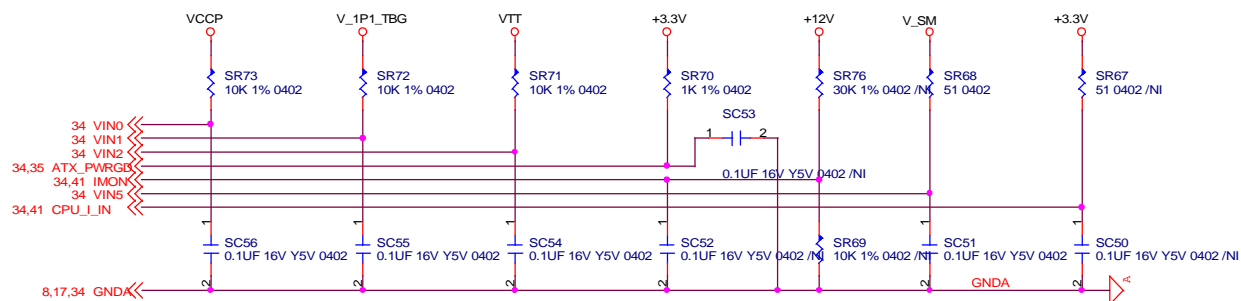 VCCP V_1P1_TBG VTT +3.3V +12V V_SM +3.3V
SR73 SR72 SR71 SR70 SR76 SR68 SR67
10K 1% 0402 10K 1% 0402 10K 1% 0402 1K 1% 0402 30K 1% 0402 /NI 51 0402 51 0402 /NI
SC53
34 VIN0
34 VIN1
1 2
34 VIN2
34,35 ATX_PWRGD
0.1UF 16V Y5V 0402 /NI
34,41 IMON
34 VIN5
34,41 CPU_I_IN
1 1 1 1 1 1
SC56 SC55 SC54 SC52 SR69 SC51 SC50
0.1UF 16V Y5V 0402 0.1UF 16V Y5V 0402 0.1UF 16V Y5V 0402 0.1UF 16V Y5V 0402 /NI 10K 1% 0402 /NI 0.1UF 16V Y5V 0402 0.1UF 16V Y5V 0402 /NI
2 2 2 2 2 2
GNDA
8,17,34 GNDA
A